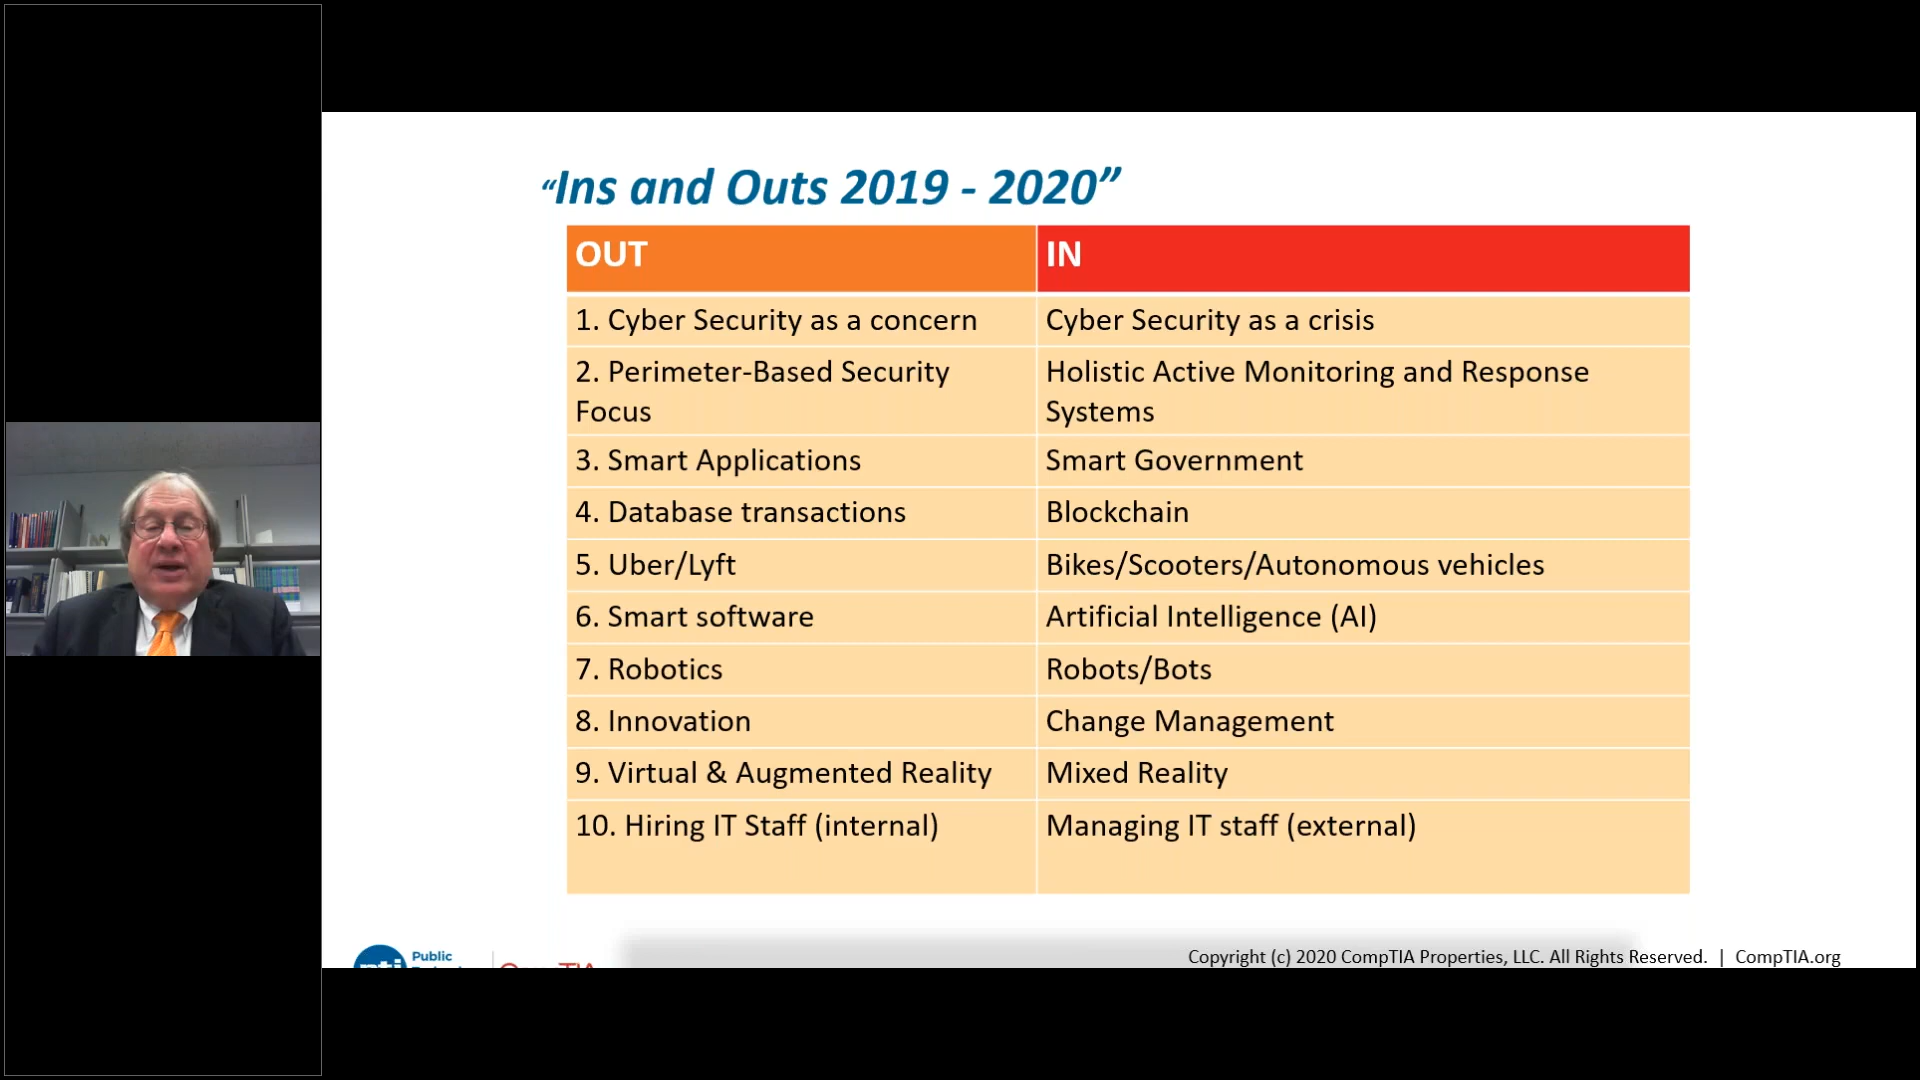 “Ins and Outs 2019 - 2020”
OUT
IN
1. Cyber Security as a concern
Cyber Security as a crisis
2. Perimeter-Based Security
Focus
Holistic Active Monitoring and Response
Systems
3. Smart Applications
Smart Government
4. Database transactions
Blockchain
5. Uber/Lyft
Bikes/Scooters/Autonomous vehicles
6. Smart software
Artificial Intelligence (AI)
7. Robotics
Robots/Bots
8. Innovation
Change Management
9. Virtual & Augmented Reality
Mixed Reality
10. Hiring IT Staff (internal)
Managing IT staff (external)
pti
Public
CompTIA
Copyright (c) 2020 CompTIA Properties, LLC. All Rights Reserved. | CompTIA.org